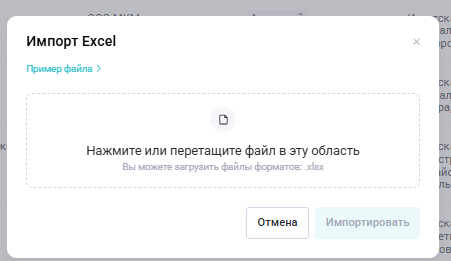 Импорт Excel
Пример файла
Нажмите или перетащите файл в эту область
Вы можете загрузить файлы форматов: .xlsx
Отмена
Импортировать